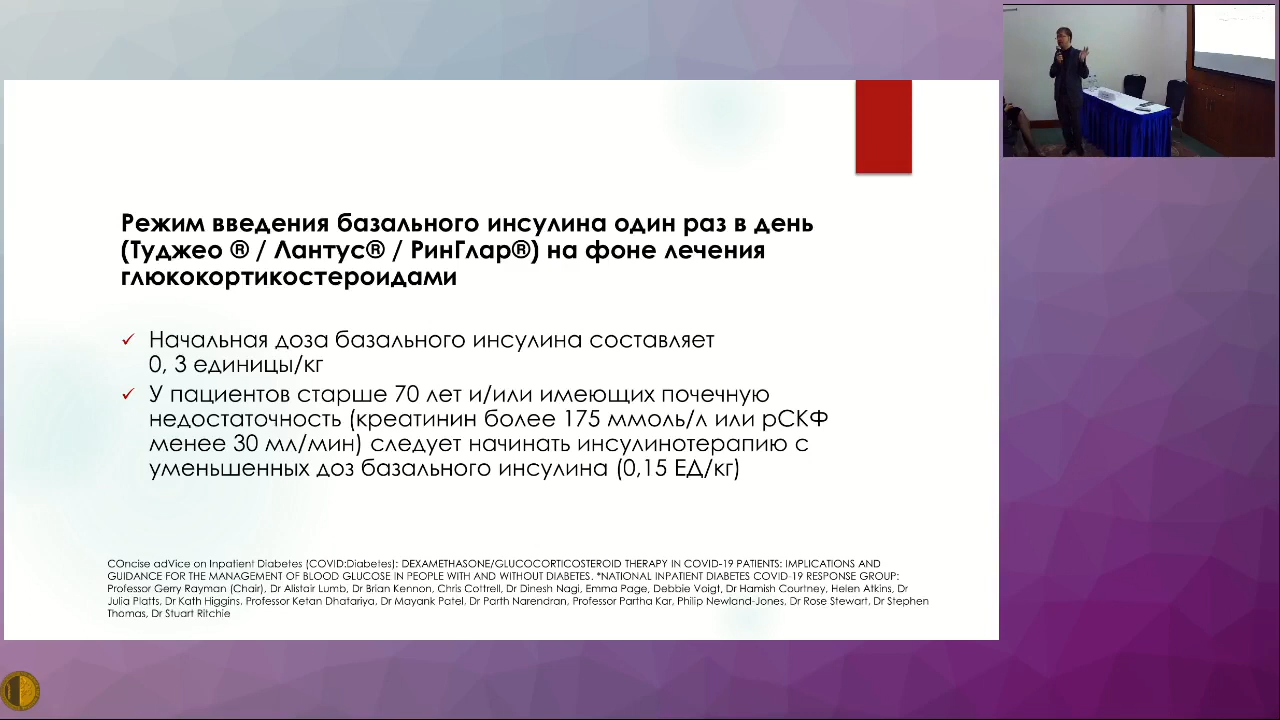 Режим введения базального инсулина один раз в день
(Туджео ® / Лантус® / РинГлар®) на фоне лечения
глюкокортикостероидами
✓ Начальная доза базального инсулина составляет
0, 3 единицы/кг
✓ У пациентов старше 70 лет и/или имеющих почечную
недостаточность (креатинин более 175 ммоль/л или рСКФ
менее 30 мл/мин) следует начинать инсулинотерапию с
уменьшенных доз базального инсулина (0,15 ЕД/кг)
COncise adVice on Inpatient Diabetes (COVID:Diabetes): DEXAMETHASONE/GLUCOCORTICOSTEROID THERAPY IN COVID-19 PATIENTS: IMPLICATIONS AND
GUIDANCE FOR THE MANAGEMENT OF BLOOD GLUCOSE IN PEOPLE WITH AND WITHOUT DIABETES. *NATIONAL INPATIENT DIABETES COVID-19 RESPONSE GROUP:
Professor Gerry Rayman (Chair), Dr Alistair Lumb, Dr Brian Kennon, Chris Cottrell, Dr Dinesh Nagi, Emma Page, Debbie Voigt, Dr Hamish Courtney, Helen Atkins, Dr
Julia Platts, Dr Kath Higgins, Professor Ketan Dhatariya, Dr Mayank Patel, Dr Parth Narendran, Professor Partha Kar, Philip Newland-Jones, Dr Rose Stewart, Dr Stephen
Thomas, Dr Stuart Ritchie